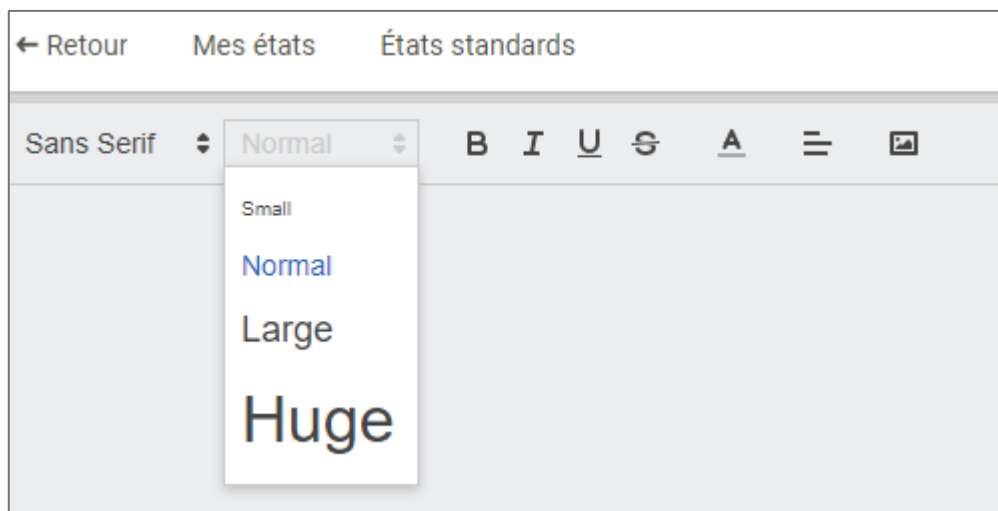 ← Retour Mes états États standards
Sans Serif Normal B I U S A
Small
Normal
Large
Huge